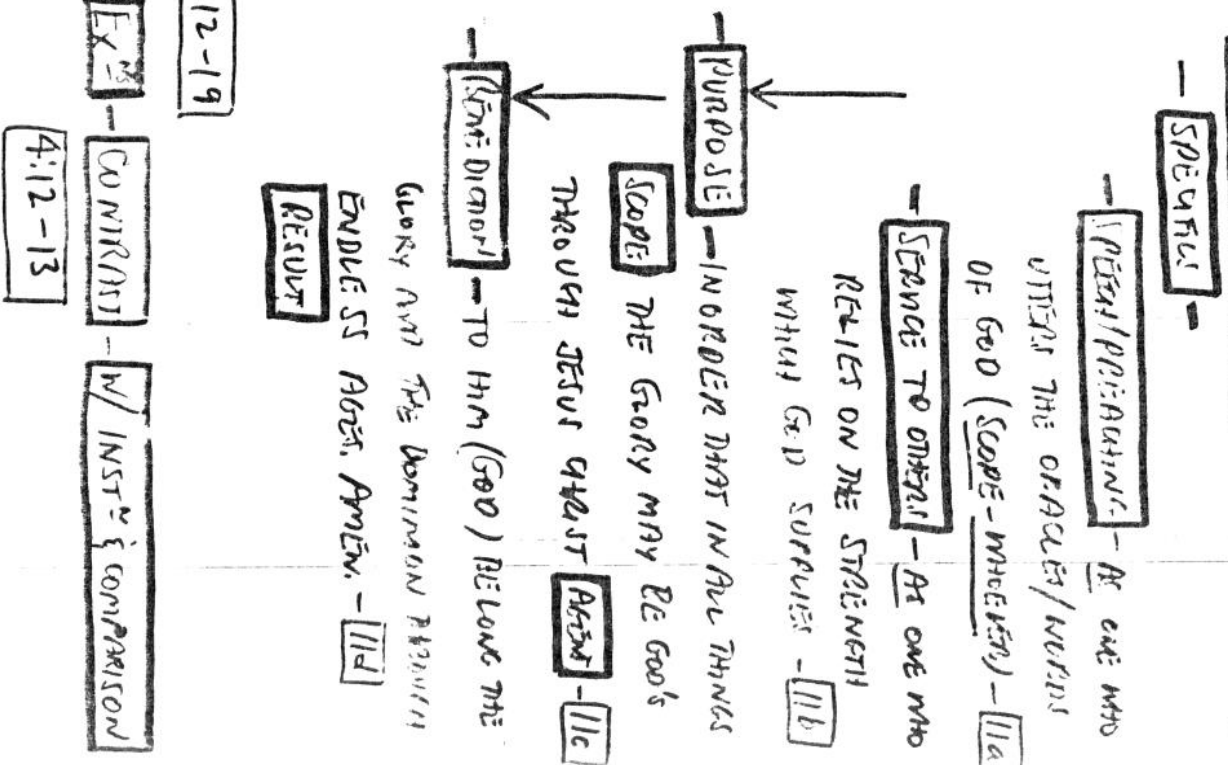 - SPECIFICS -
- SPEECH/PREACHING - AS ONE WHO
UTTERS THE ORACLES/WORDS
OF GOD (SCOPE - WHOEVER) - 11a
- SERVICE TO OTHERS - AS ONE WHO
RELIES ON THE STRENGTH
WHICH GOD SUPPLIES - 11b
- PURPOSE - IN ORDER THAT IN ALL THINGS
SCOPE THE GLORY MAY BE GOD'S
THROUGH JESUS CHRIST AGENT - 11c
- BENEDICTION - TO HIM (GOD) BELONG THE
GLORY AND THE DOMINION THROUGH
ENDLESS AGES. AMEN. - 11d
RESULT
12-19
EX - CONTRAST - W/ INST & COMPARISON
4:12-13